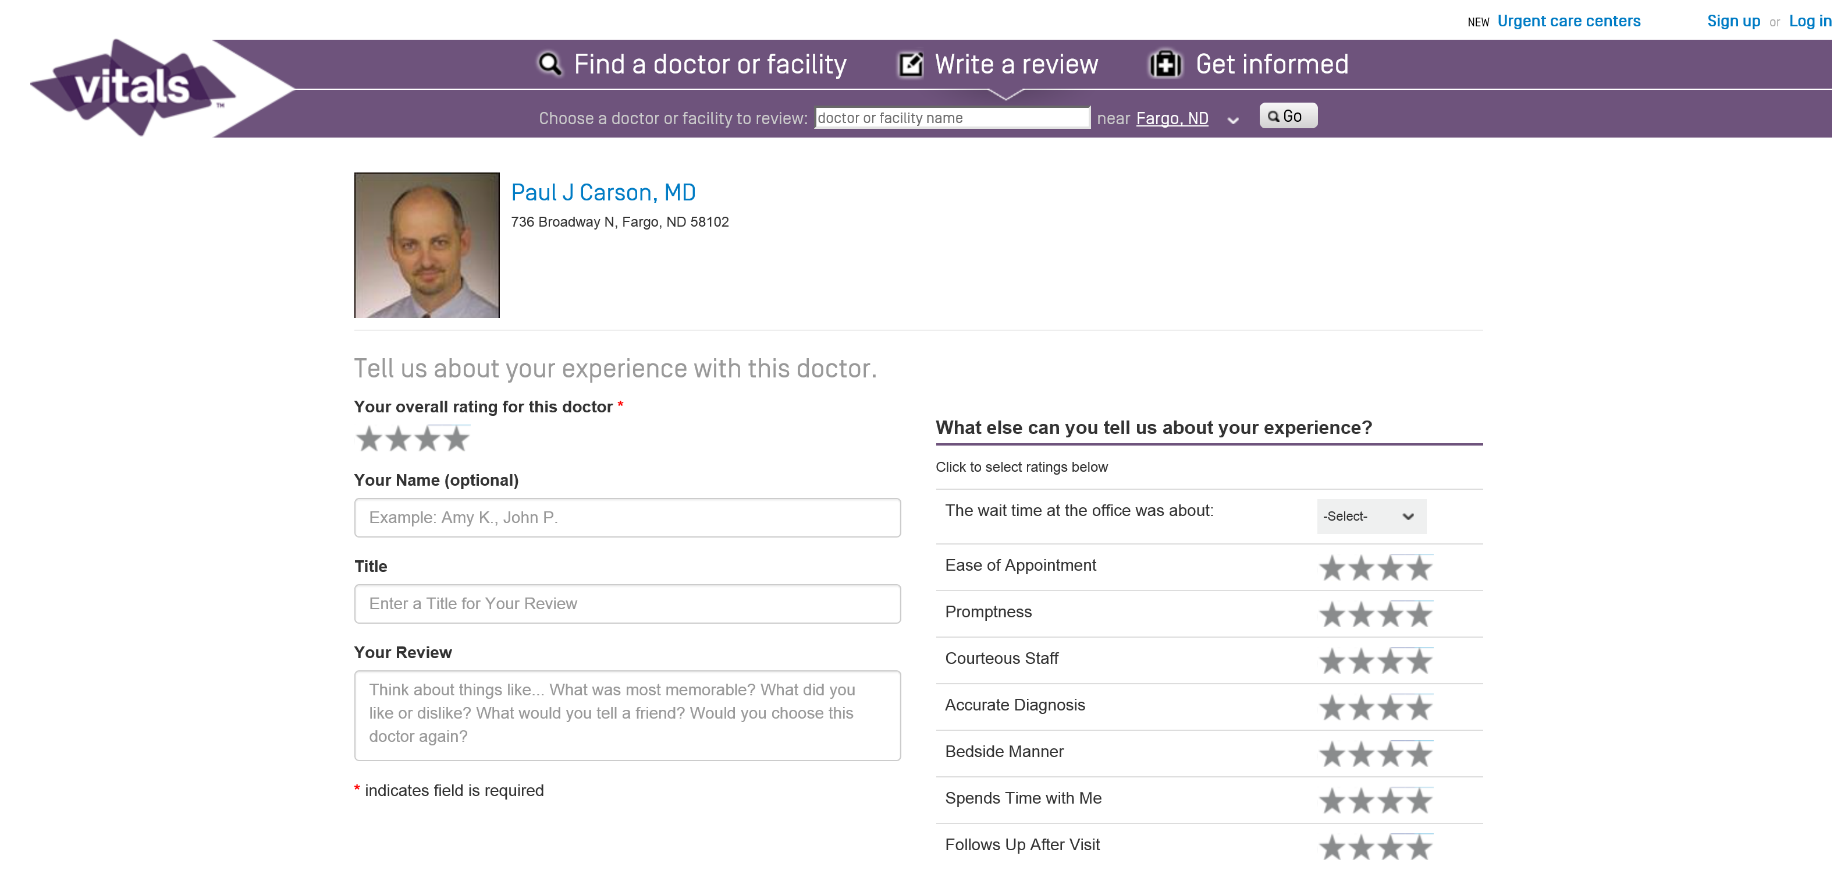 NEW Urgent care centers Sign up or Log in
vitals™
Find a doctor or facility Write a review Get informed
Choose a doctor or facility to review: doctor or facility name near Fargo, ND Go
Paul J Carson, MD
736 Broadway N, Fargo, ND 58102
Tell us about your experience with this doctor.
Your overall rating for this doctor *
Your Name (optional)
Example: Amy K., John P.
Title
Enter a Title for Your Review
Your Review
Think about things like... What was most memorable? What did you
like or dislike? What would you tell a friend? Would you choose this
doctor again?
* indicates field is required
What else can you tell us about your experience?
Click to select ratings below
The wait time at the office was about: -Select-
Ease of Appointment
Promptness
Courteous Staff
Accurate Diagnosis
Bedside Manner
Spends Time with Me
Follows Up After Visit